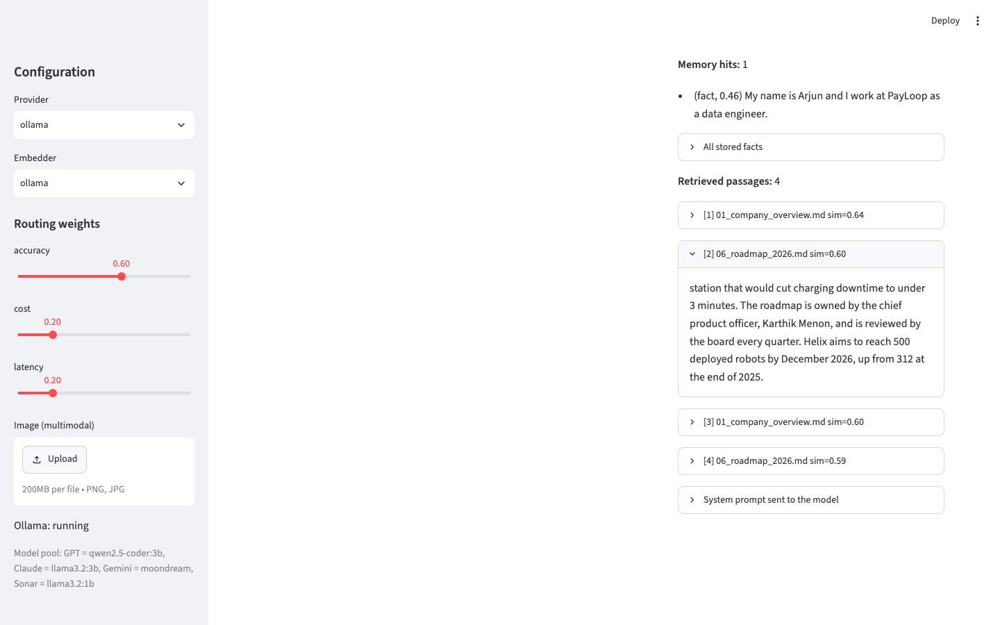 Deploy
Configuration
Provider
ollama
Embedder
ollama
Routing weights
accuracy
0.60
cost
0.20
latency
0.20
Image (multimodal)
Upload
200MB per file • PNG, JPG
Ollama: running
Model pool: GPT = qwen2.5-coder:3b,
Claude = llama3.2:3b, Gemini = moondream,
Sonar = llama3.2:1b
Memory hits: 1
• (fact, 0.46) My name is Arjun and I work at PayLoop as
a data engineer.
All stored facts
Retrieved passages: 4
[1] 01_company_overview.md sim=0.64
[2] 06_roadmap_2026.md sim=0.60
station that would cut charging downtime to under
3 minutes. The roadmap is owned by the chief
product officer, Karthik Menon, and is reviewed by
the board every quarter. Helix aims to reach 500
deployed robots by December 2026, up from 312 at
the end of 2025.
[3] 01_company_overview.md sim=0.60
[4] 06_roadmap_2026.md sim=0.59
System prompt sent to the model